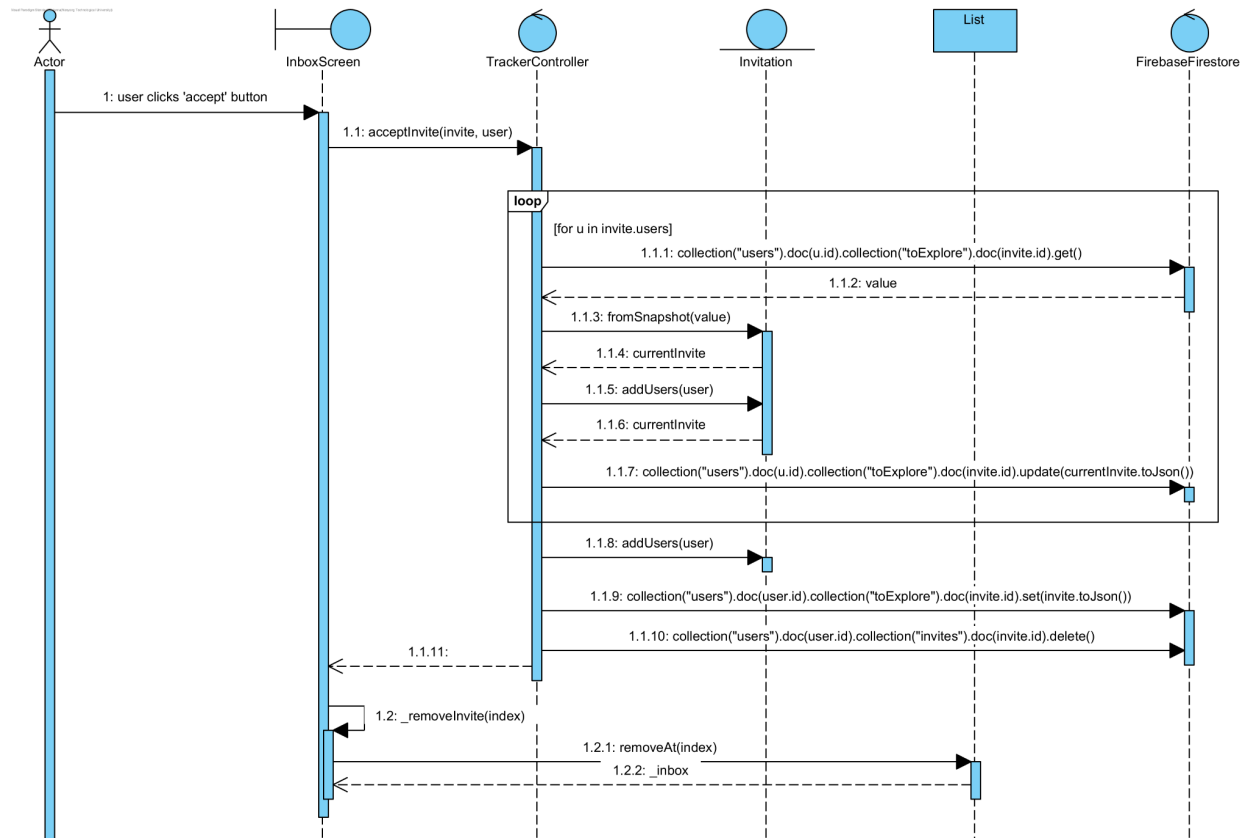 Actor
InboxScreen
TrackerController
Invitation
List
FirebaseFirestore
1: user clicks 'accept' button
1.1: acceptInvite(invite, user)
loop
[for u in invite.users]
1.1.1: collection("users").doc(u.id).collection("toExplore").doc(invite.id).get()
1.1.2: value
1.1.3: fromSnapshot(value)
1.1.4: currentInvite
1.1.5: addUsers(user)
1.1.6: currentInvite
1.1.7: collection("users").doc(u.id).collection("toExplore").doc(invite.id).update(currentInvite.toJson())
1.1.8: addUsers(user)
1.1.9: collection("users").doc(user.id).collection("toExplore").doc(invite.id).set(invite.toJson())
1.1.10: collection("users").doc(user.id).collection("invites").doc(invite.id).delete()
1.1.11:
1.2: _removeInvite(index)
1.2.1: removeAt(index)
1.2.2: _inbox